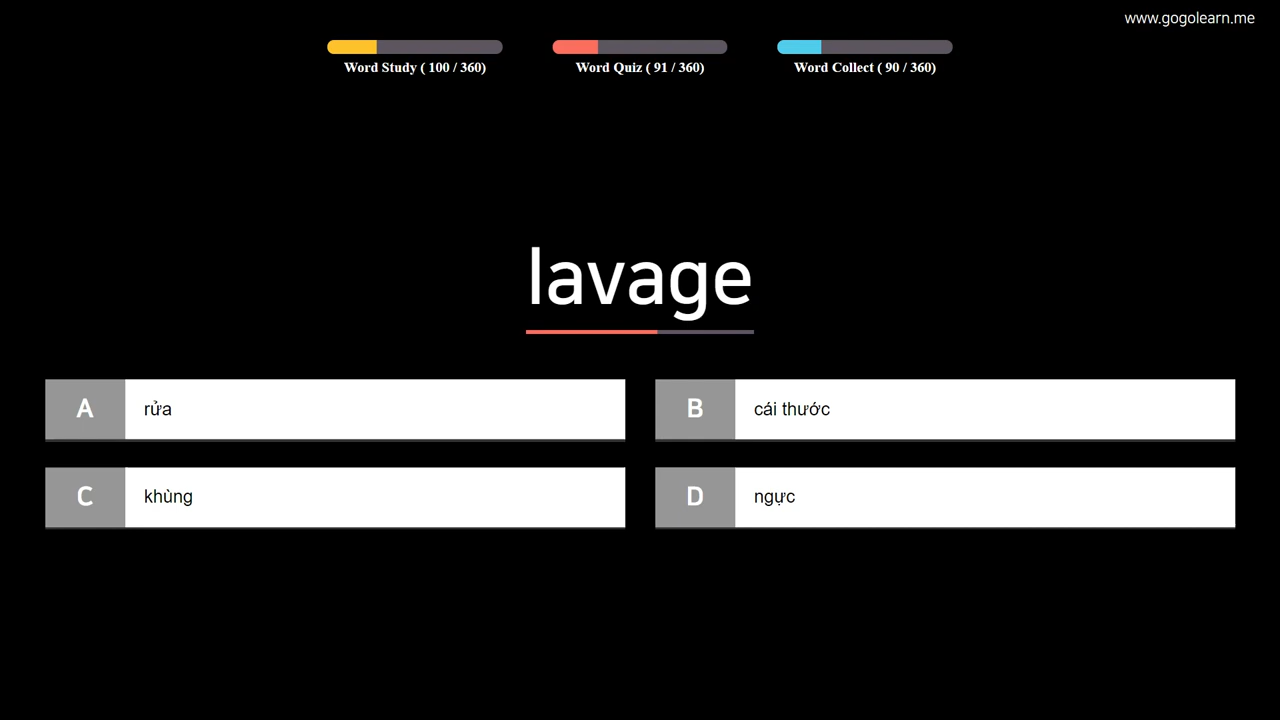 www.gogolearn.me
Word Study ( 100 / 360)
Word Quiz ( 91 / 360)
Word Collect ( 90 / 360)
lavage
A rửa
B cái thước
C khùng
D ngực